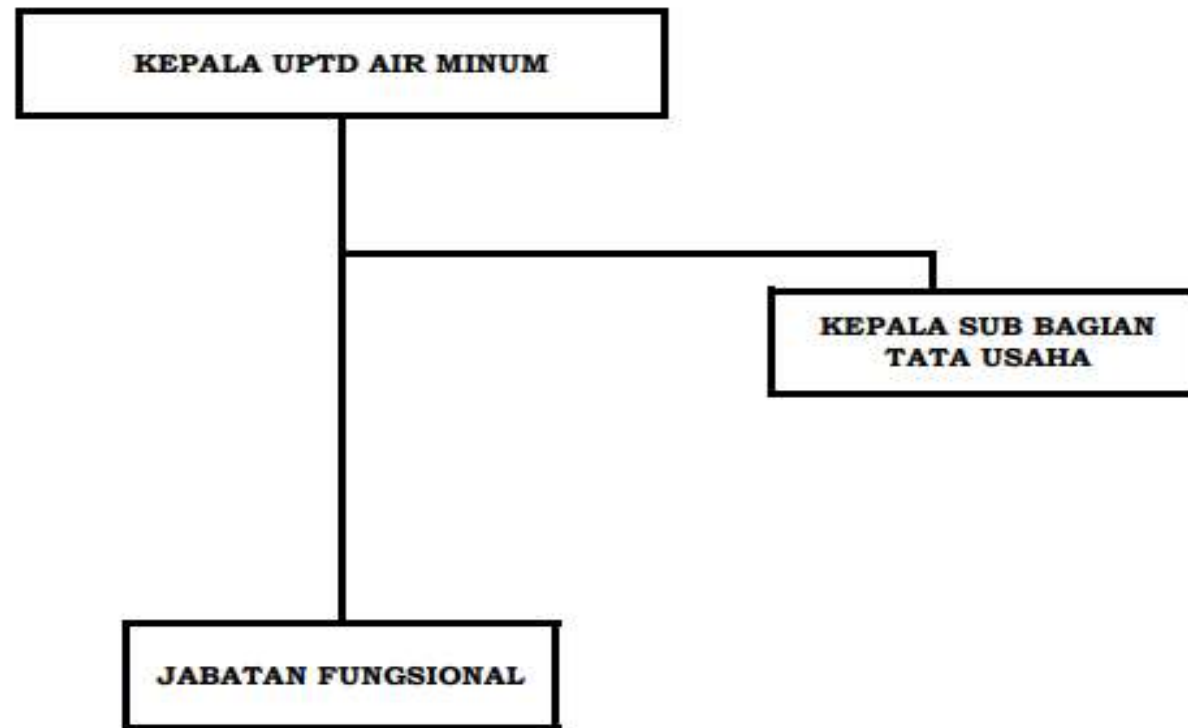 KEPALA UPTD AIR MINUM
KEPALA SUB BAGIAN
TATA USAHA
JABATAN FUNGSIONAL